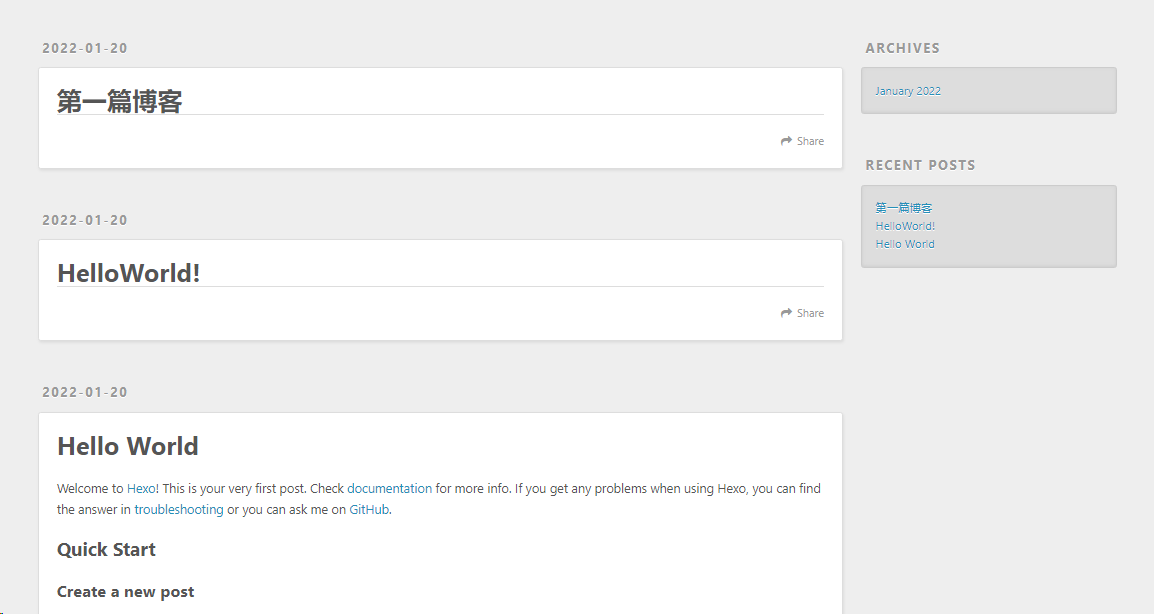 2022-01-20
第一篇博客
Share
2022-01-20
HelloWorld!
Share
2022-01-20
Hello World
Welcome to Hexo! This is your very first post. Check documentation for more info. If you get any problems when using Hexo, you can find
the answer in troubleshooting or you can ask me on GitHub.
Quick Start
Create a new post
ARCHIVES
January 2022
RECENT POSTS
第一篇博客
HelloWorld!
Hello World